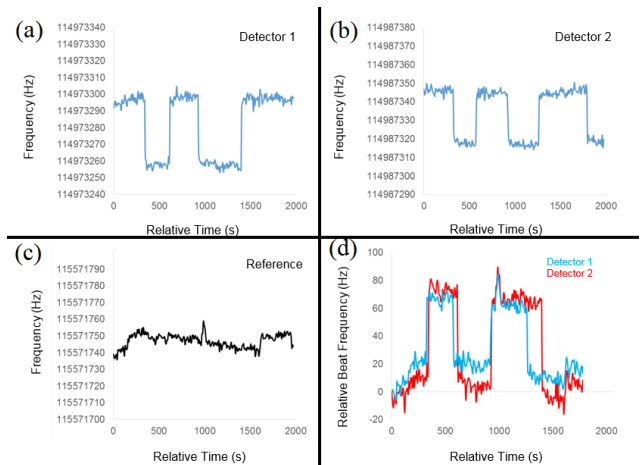 (a)
Detector 1
Frequency (Hz)
114973340
114973330
114973320
114973310
114973300
114973290
114973280
114973270
114973260
114973250
114973240
0 500 1000 1500 2000
Relative Time (s)
(b)
Detector 2
Frequency (Hz)
114987380
114987370
114987360
114987350
114987340
114987330
114987320
114987310
114987300
114987290
0 500 1000 1500 2000
Relative Time (s)
(c)
Reference
Frequency (Hz)
115571790
115571780
115571770
115571760
115571750
115571740
115571730
115571720
115571710
115571700
0 500 1000 1500 2000
Relative Time (s)
(d)
Detector 1
Detector 2
Relative Beat Frequency (Hz)
100
80
60
40
20
0
-20
0 500 1000 1500 2000
Relative Time (s)